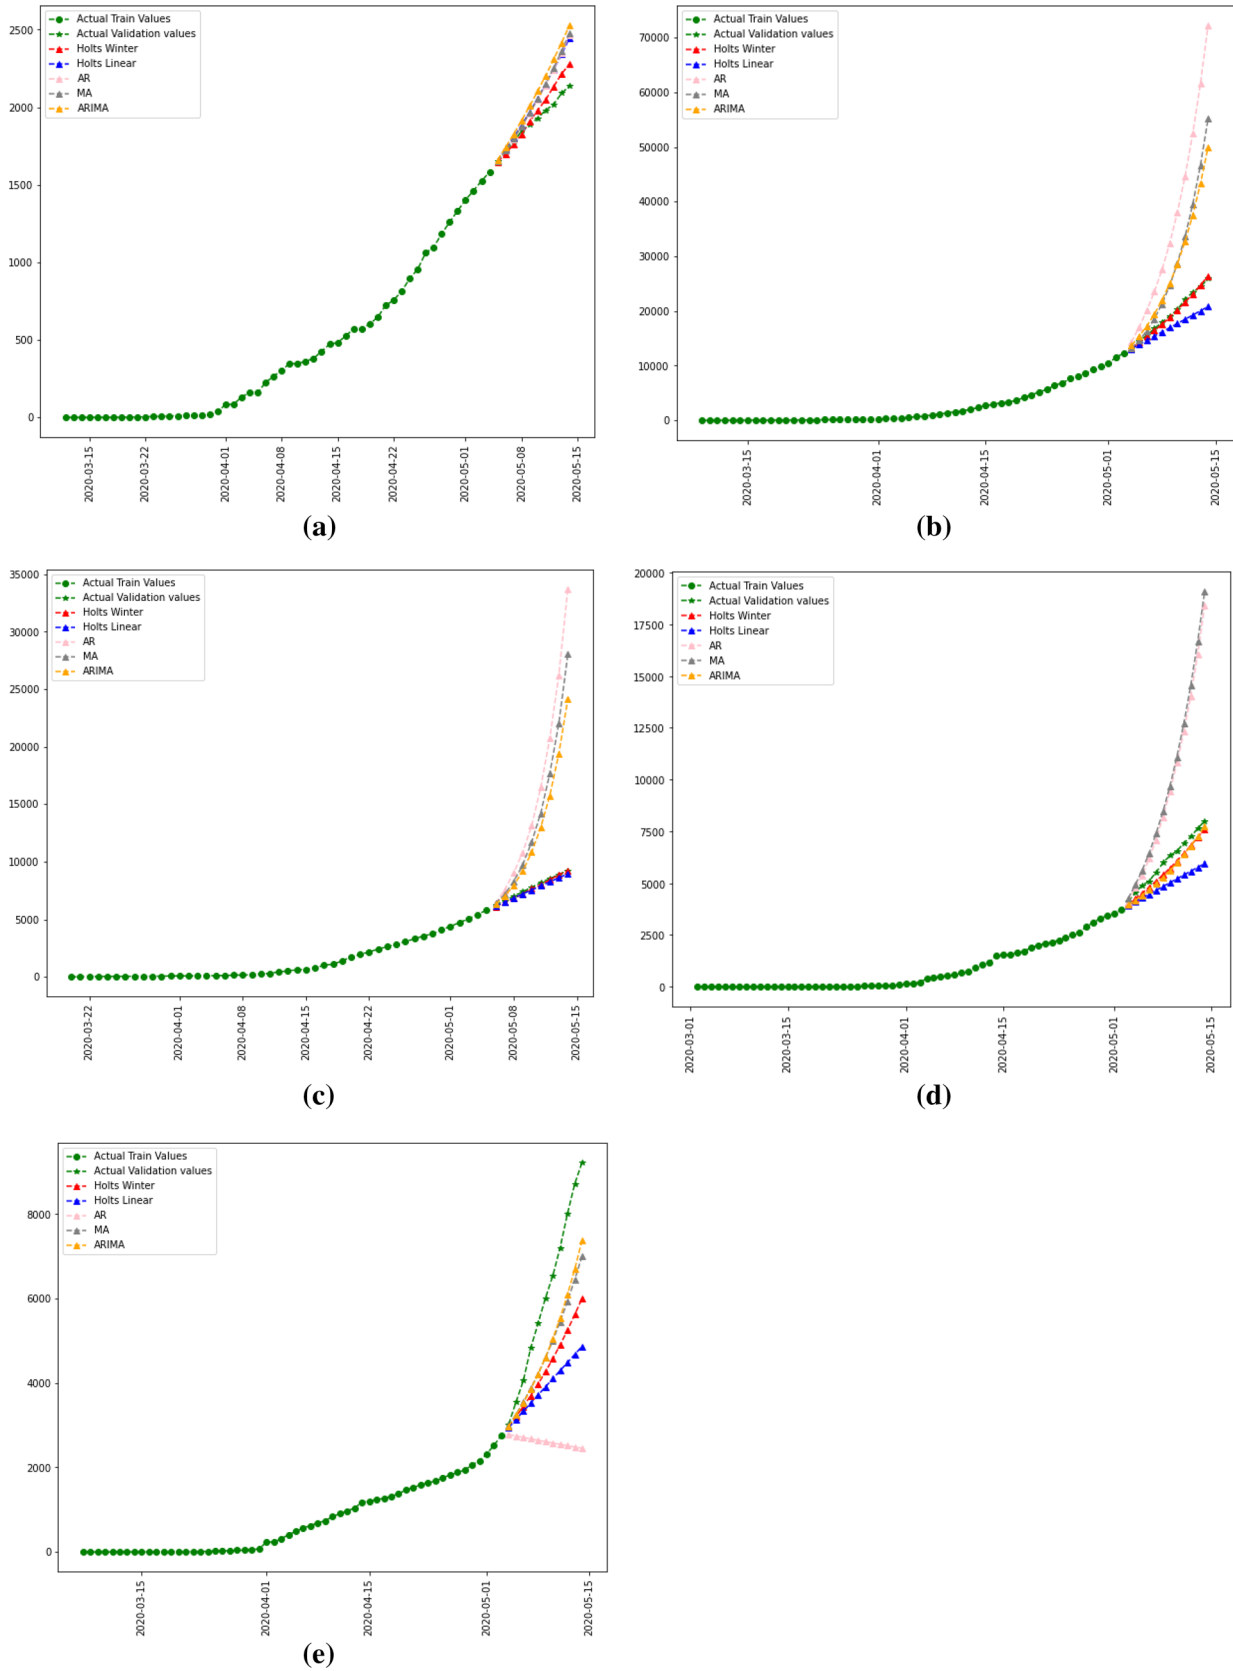 Actual Train Values
Actual Validation values
Holts Winter
Holts Linear
AR
MA
ARIMA
2500
2000
1500
1000
500
0
2020-03-15
2020-03-22
2020-04-01
2020-04-08
2020-04-15
2020-04-22
2020-05-01
2020-05-08
2020-05-15
(a)
Actual Train Values
Actual Validation values
Holts Winter
Holts Linear
AR
MA
ARIMA
70000
60000
50000
40000
30000
20000
10000
0
2020-03-15
2020-04-01
2020-04-15
2020-05-01
2020-05-15
(b)
Actual Train Values
Actual Validation values
Holts Winter
Holts Linear
AR
MA
ARIMA
35000
30000
25000
20000
15000
10000
5000
0
2020-03-22
2020-04-01
2020-04-08
2020-04-15
2020-04-22
2020-05-01
2020-05-08
2020-05-15
(c)
Actual Train Values
Actual Validation values
Holts Winter
Holts Linear
AR
MA
ARIMA
20000
17500
15000
12500
10000
7500
5000
2500
0
2020-03-01
2020-03-15
2020-04-01
2020-04-15
2020-05-01
2020-05-15
(d)
Actual Train Values
Actual Validation values
Holts Winter
Holts Linear
AR
MA
ARIMA
8000
6000
4000
2000
0
2020-03-15
2020-04-01
2020-04-15
2020-05-01
2020-05-15
(e)